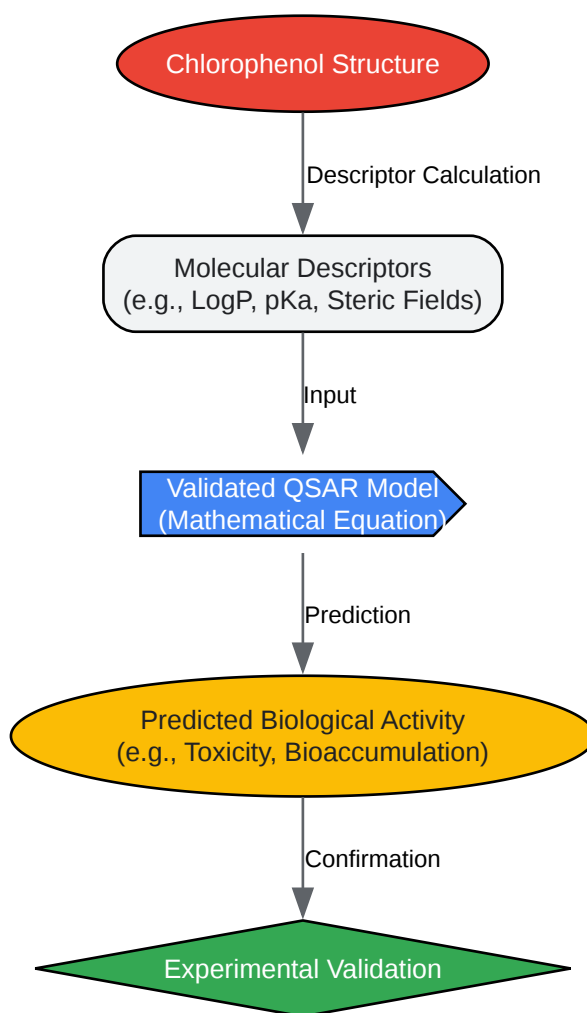 Chlorophenol Structure
Descriptor Calculation
Molecular Descriptors
(e.g., LogP, pKa, Steric Fields)
Input
Validated QSAR Model
(Mathematical Equation)
Prediction
Predicted Biological Activity
(e.g., Toxicity, Bioaccumulation)
Confirmation
Experimental Validation